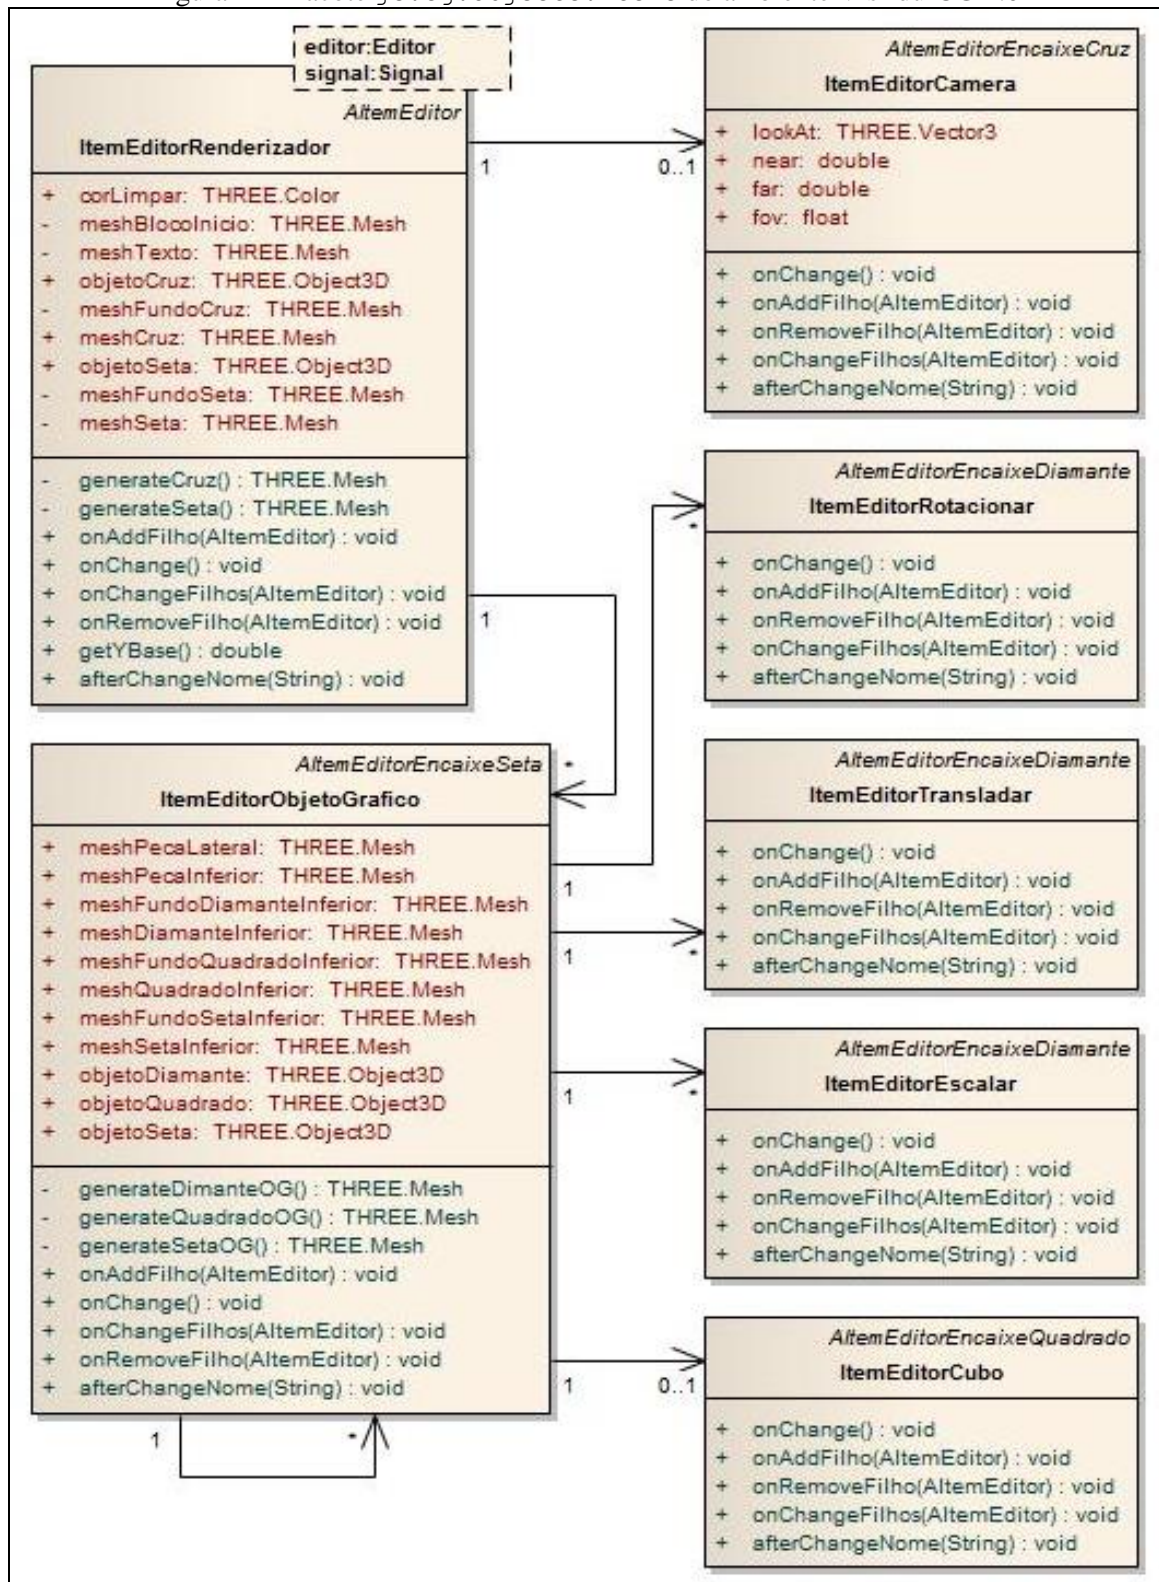 editor:Editor
signal:Signal
AItemEditor
ItemEditorRenderizador
+ corLimpar: THREE.Color
- meshBlocoInicio: THREE.Mesh
- meshTexto: THREE.Mesh
+ objetoCruz: THREE.Object3D
- meshFundoCruz: THREE.Mesh
+ meshCruz: THREE.Mesh
+ objetoSeta: THREE.Object3D
- meshFundoSeta: THREE.Mesh
- meshSeta: THREE.Mesh
- generateCruz() : THREE.Mesh
- generateSeta() : THREE.Mesh
+ onAddFilho(AItemEditor) : void
+ onChange() : void
+ onChangeFilhos(AItemEditor) : void
+ onRemoveFilho(AItemEditor) : void
+ getYBase() : double
+ afterChangeNome(String) : void
1
0..1
1
*
AItemEditorEncaixeCruz
ItemEditorCamera
+ lookAt: THREE.Vector3
+ near: double
+ far: double
+ fov: float
+ onChange() : void
+ onAddFilho(AItemEditor) : void
+ onRemoveFilho(AItemEditor) : void
+ onChangeFilhos(AItemEditor) : void
+ afterChangeNome(String) : void
AItemEditorEncaixeDiamante
ItemEditorRotacionar
+ onChange() : void
+ onAddFilho(AItemEditor) : void
+ onRemoveFilho(AItemEditor) : void
+ onChangeFilhos(AItemEditor) : void
+ afterChangeNome(String) : void
AItemEditorEncaixeSeta
ItemEditorObjetoGrafico
+ meshPecaLateral: THREE.Mesh
+ meshPecaInferior: THREE.Mesh
+ meshFundoDiamanteInferior: THREE.Mesh
+ meshDiamanteInferior: THREE.Mesh
+ meshFundoQuadradoInferior: THREE.Mesh
+ meshQuadradoInferior: THREE.Mesh
+ meshFundoSetaInferior: THREE.Mesh
+ meshSetaInferior: THREE.Mesh
+ objetoDiamante: THREE.Object3D
+ objetoQuadrado: THREE.Object3D
+ objetoSeta: THREE.Object3D
- generateDimanteOG() : THREE.Mesh
- generateQuadradoOG() : THREE.Mesh
- generateSetaOG() : THREE.Mesh
+ onAddFilho(AItemEditor) : void
+ onChange() : void
+ onChangeFilhos(AItemEditor) : void
+ onRemoveFilho(AItemEditor) : void
+ afterChangeNome(String) : void
1
*
1
*
1
*
1
0..1
1
*
AItemEditorEncaixeDiamante
ItemEditorTransladar
+ onChange() : void
+ onAddFilho(AItemEditor) : void
+ onRemoveFilho(AItemEditor) : void
+ onChangeFilhos(AItemEditor) : void
+ afterChangeNome(String) : void
AItemEditorEncaixeDiamante
ItemEditorEscalar
+ onChange() : void
+ onAddFilho(AItemEditor) : void
+ onRemoveFilho(AItemEditor) : void
+ onChangeFilhos(AItemEditor) : void
+ afterChangeNome(String) : void
AItemEditorEncaixeQuadrado
ItemEditorCubo
+ onChange() : void
+ onAddFilho(AItemEditor) : void
+ onRemoveFilho(AItemEditor) : void
+ onChangeFilhos(AItemEditor) : void
+ afterChangeNome(String) : void